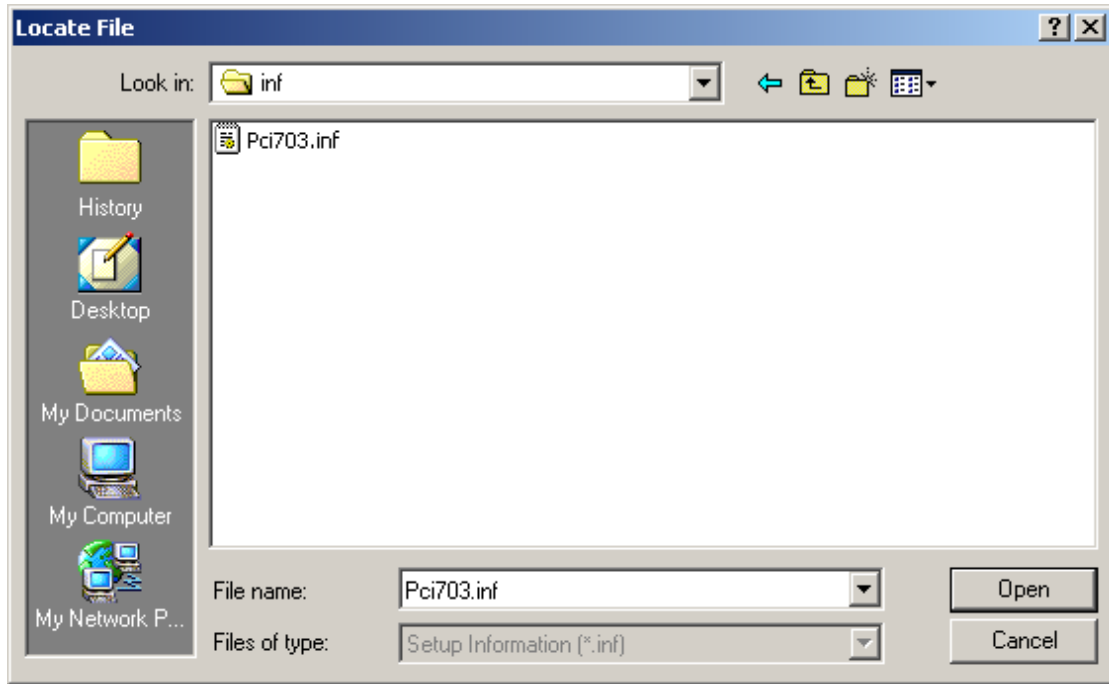 Locate File
Look in: inf
Pci703.inf
History
Desktop
My Documents
My Computer
My Network P...
File name: Pci703.inf Open
Files of type: Setup Information (*.inf) Cancel